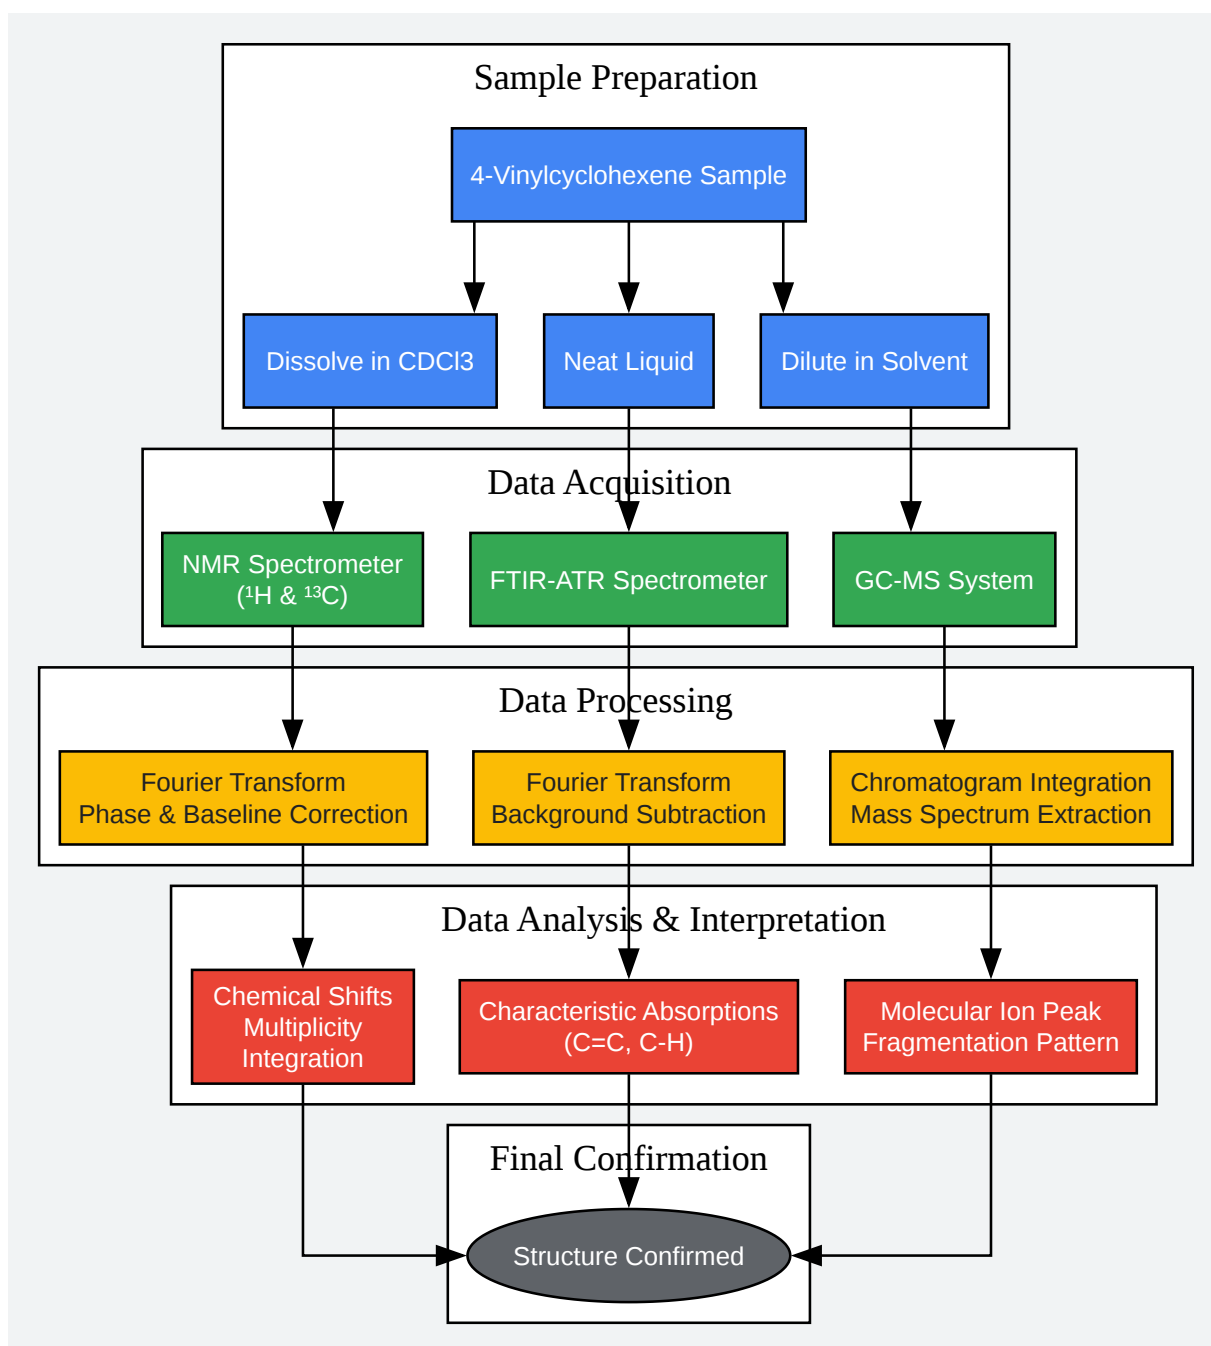 Sample Preparation
4-Vinylcyclohexene Sample
Dissolve in CDCl3
Neat Liquid
Dilute in Solvent
Data Acquisition
NMR Spectrometer
(¹H & ¹³C)
FTIR-ATR Spectrometer
GC-MS System
Data Processing
Fourier Transform
Phase & Baseline Correction
Fourier Transform
Background Subtraction
Chromatogram Integration
Mass Spectrum Extraction
Data Analysis & Interpretation
Chemical Shifts
Multiplicity
Integration
Characteristic Absorptions
(C=C, C-H)
Molecular Ion Peak
Fragmentation Pattern
Final Confirmation
Structure Confirmed